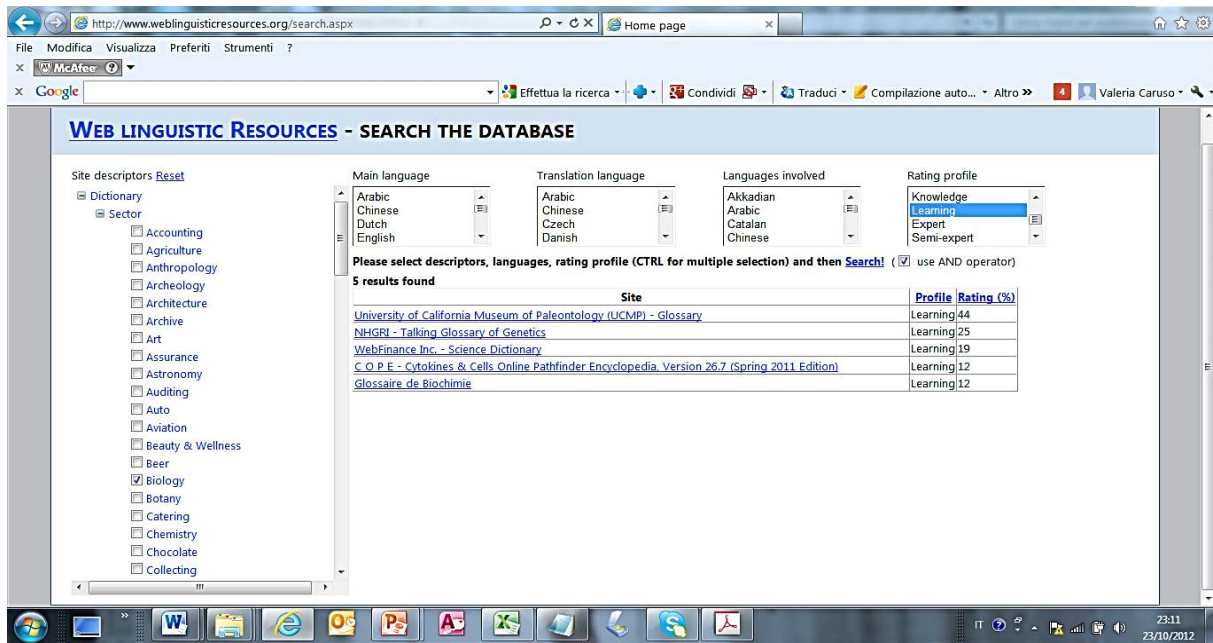 http://www.weblinguisticresources.org/search.aspx
Home page
File Modifica Visualizza Preferiti Strumenti ?
x McAfee
x Google Effettua la ricerca Condividi Traduci Compilazione auto... Altro » 4 Valeria Caruso
WEB LINGUISTIC RESOURCES - SEARCH THE DATABASE
Site descriptors Reset
Dictionary
Sector
Accounting
Agriculture
Anthropology
Archeology
Architecture
Archive
Art
Assurance
Astronomy
Auditing
Auto
Aviation
Beauty & Wellness
Beer
Biology
Botany
Catering
Chemistry
Chocolate
Collecting
Main language
Arabic
Chinese
Dutch
English
Translation language
Arabic
Chinese
Czech
Danish
Languages involved
Akkadian
Arabic
Catalan
Chinese
Rating profile
Knowledge
Learning
Expert
Semi-expert
Please select descriptors, languages, rating profile (CTRL for multiple selection) and then Search! ( use AND operator)
5 results found
Site Profile Rating (%)
University of California Museum of Paleontology (UCMP) - Glossary Learning 44
NHGRI - Talking Glossary of Genetics Learning 25
WebFinance Inc. - Science Dictionary Learning 19
C O P E - Cytokines & Cells Online Pathfinder Encyclopedia, Version 26.7 (Spring 2011 Edition) Learning 12
Glossaire de Biochimie Learning 12
IT
23:11
23/10/2012